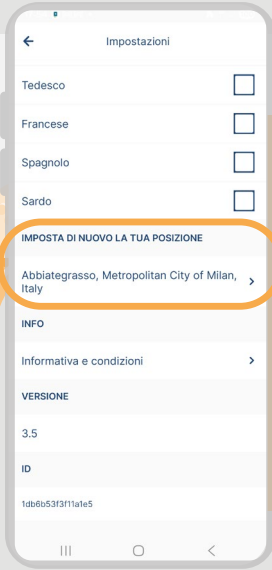 Impostazioni
Tedesco
Francese
Spagnolo
Sardo
IMPOSTA DI NUOVO LA TUA POSIZIONE
Abbiategrasso, Metropolitan City of Milan,
Italy
INFO
Informativa e condizioni
VERSIONE
3.5
ID
1db6b53f3f11a1e5